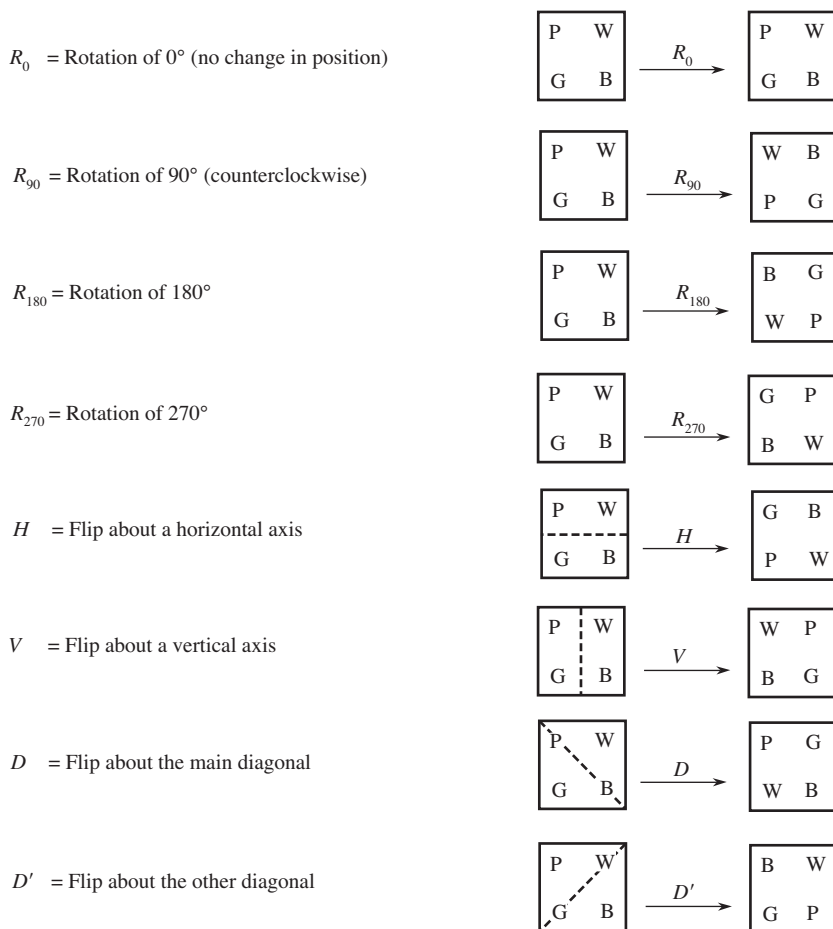 P W P W
R₀ = Rotation of 0° (no change in position) R₀
G B G B
P W W B
R₉₀ = Rotation of 90° (counterclockwise) R₉₀
G B P G
P W B G
R₁₈₀ = Rotation of 180° R₁₈₀
G B W P
P W G P
R₂₇₀ = Rotation of 270° R₂₇₀
G B B W
P W G B
H = Flip about a horizontal axis H
G B P W
P W W P
V = Flip about a vertical axis V
G B B G
P W P G
D = Flip about the main diagonal D
G B W B
P W B W
D′ = Flip about the other diagonal D′
G B G P